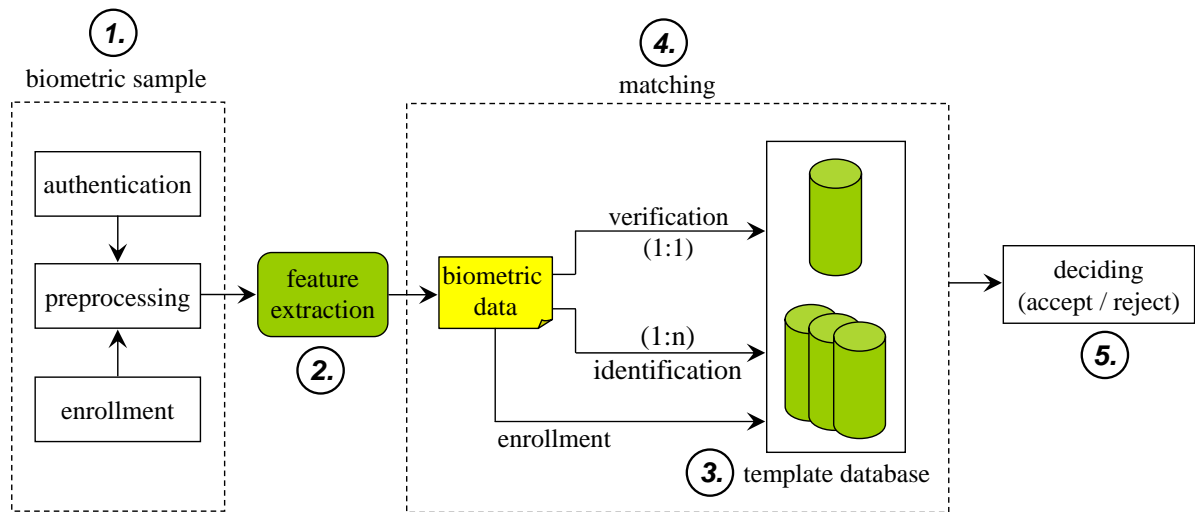 1.
biometric sample
authentication
preprocessing
enrollment
feature
extraction
2.
4.
matching
biometric
data
verification
(1:1)
(1:n)
identification
enrollment
3.
template database
deciding
(accept / reject)
5.